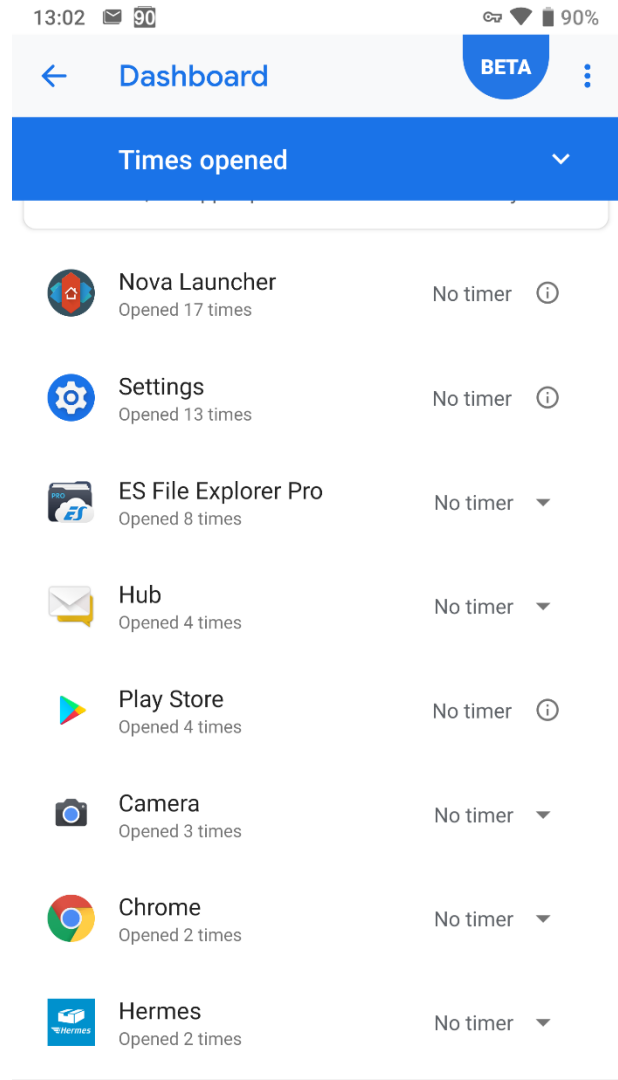 13:02 90 90%
Dashboard
BETA
Times opened
Nova Launcher
Opened 17 times
No timer
Settings
Opened 13 times
No timer
PRO
ES
ES File Explorer Pro
Opened 8 times
No timer
Hub
Opened 4 times
No timer
Play Store
Opened 4 times
No timer
Camera
Opened 3 times
No timer
Chrome
Opened 2 times
No timer
Hermes
Hermes
Opened 2 times
No timer